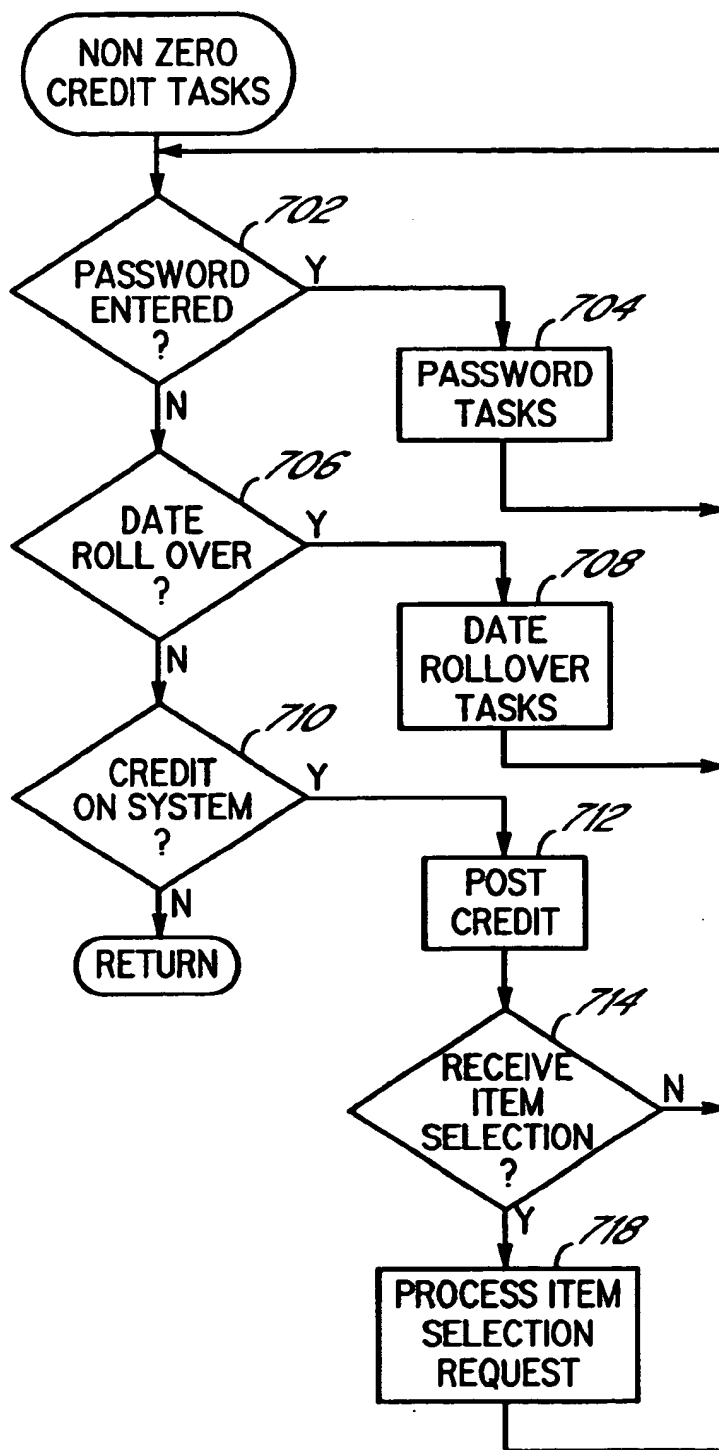 NON ZERO
CREDIT TASKS
702
PASSWORD
ENTERED
?
Y
N
704
PASSWORD
TASKS
706
DATE
ROLL OVER
?
Y
N
708
DATE
ROLLOVER
TASKS
710
CREDIT
ON SYSTEM
?
Y
N
RETURN
712
POST
CREDIT
714
RECEIVE
ITEM
SELECTION
?
N
Y
718
PROCESS ITEM
SELECTION
REQUEST